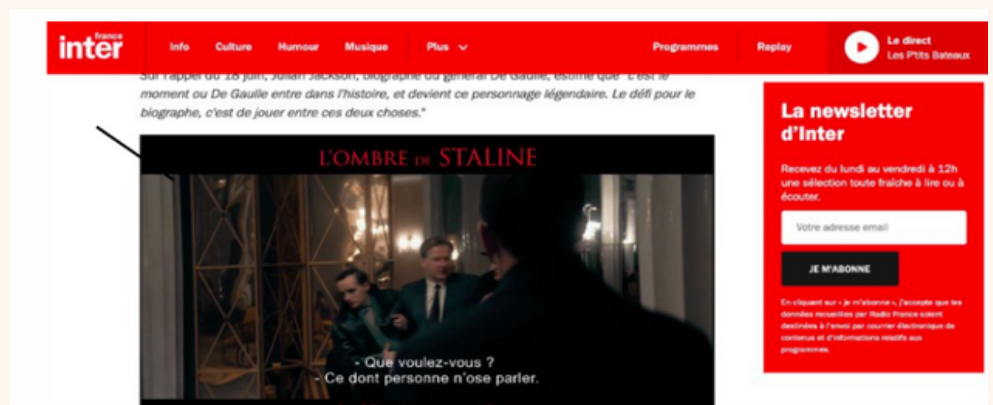 france
inter
Info Culture Humour Musique Plus Programmes Replay
Le direct
Les P'tits Bateaux
Sur l'appel du 18 juin, Julian Jackson, biographe du général De Gaulle, estime que "c'est le
moment ou De Gaulle entre dans l'histoire, et devient ce personnage légendaire. Le défi pour le
biographe, c'est de jouer entre ces deux choses."
L'OMBRE DE STALINE
- Que voulez-vous ?
- Ce dont personne n'ose parler.
La newsletter
d'Inter
Recevez du lundi au vendredi à 12h
une sélection toute fraîche à lire ou à
écouter.
Votre adresse email
JE M'ABONNE
En cliquant sur « je m'abonne », j'accepte que les
données recueillies par Radio France soient
destinées à l'envoi par courrier électronique de
contenus et d'informations relatifs aux
programmes.